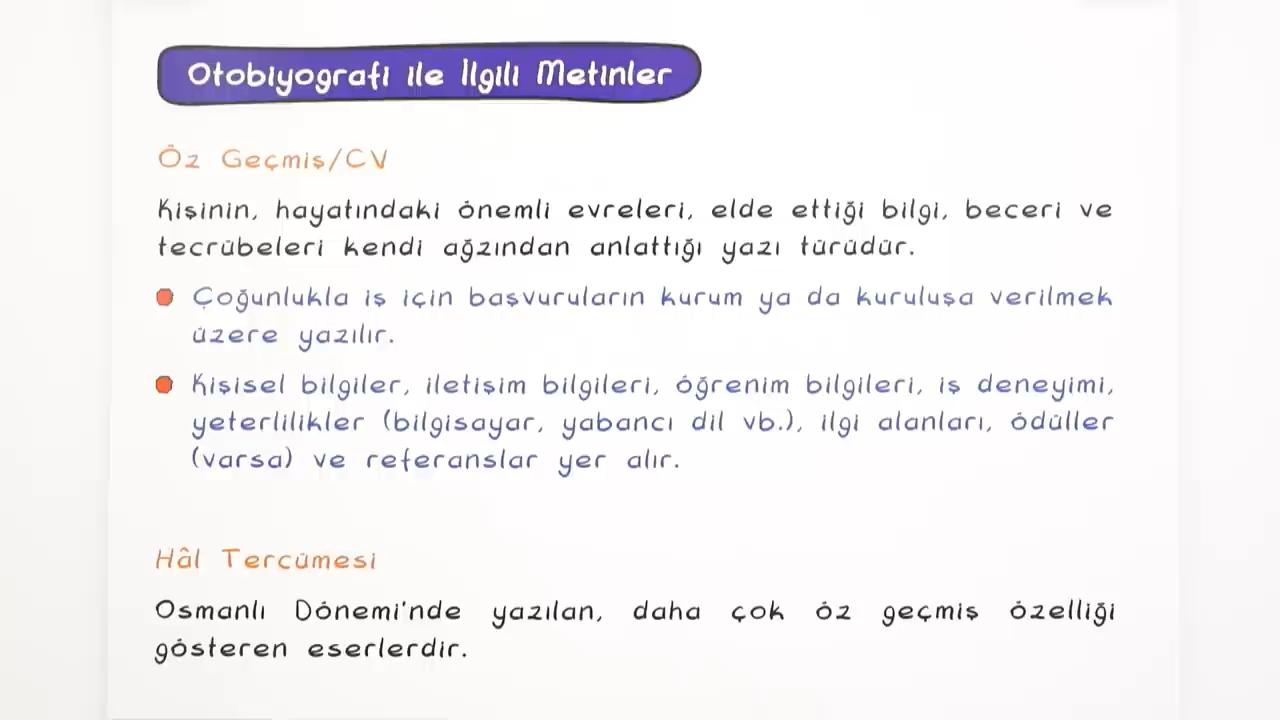 Otobiyografi ile İlgili Metinler
Öz Geçmiş/CV
Kişinin, hayatındaki önemli evreleri, elde ettiği bilgi, beceri ve
tecrübeleri kendi ağzından anlattığı yazı türüdür.
Çoğunlukla iş için başvuruların kurum ya da kuruluşa verilmek
üzere yazılır.
Kişisel bilgiler, iletişim bilgileri, öğrenim bilgileri, iş deneyimi,
yeterlilikler (bilgisayar, yabancı dil vb.), ilgi alanları, ödüller
(varsa) ve referanslar yer alır.
Hâl Tercümesi
Osmanlı Dönemi'nde yazılan, daha çok öz geçmiş özelliği
gösteren eserlerdir.